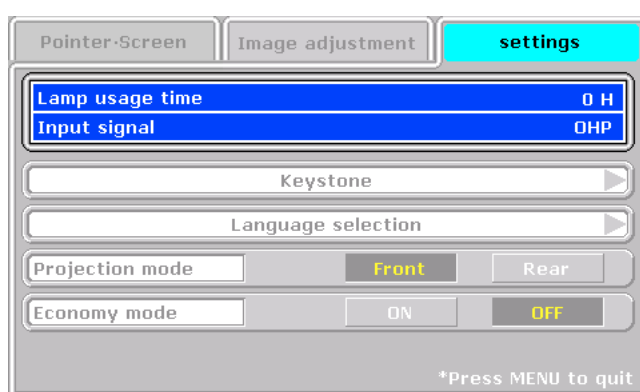 Pointer·Screen Image adjustment settings
Lamp usage time 0 H
Input signal OHP
Keystone
Language selection
Projection mode Front Rear
Economy mode ON OFF
*Press MENU to quit